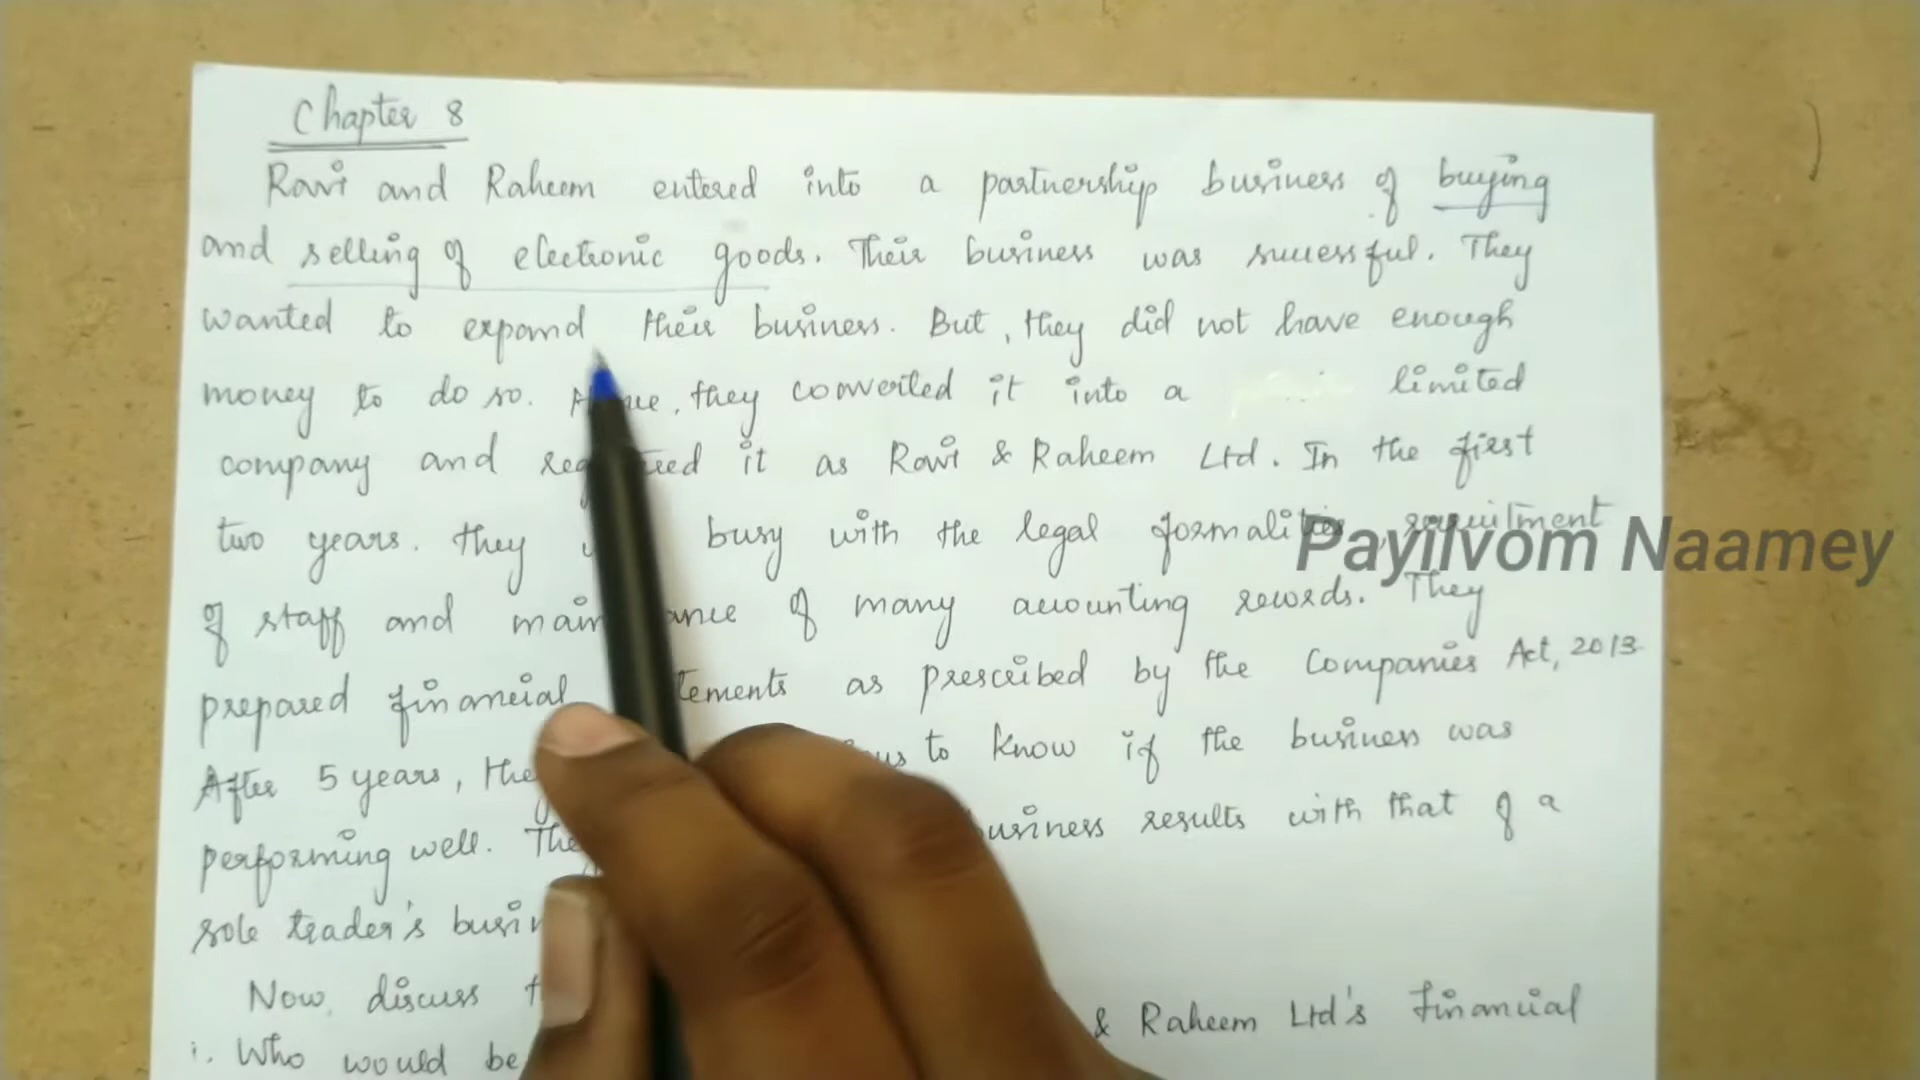 Chapter 8
Ravi and Raheem entered into a partnership business of buying
and selling of electronic goods. Their business was successful. They
wanted to expand their business. But, they did not have enough
money to do so. they converted it into a limited
company and it as Ravi & Raheem Ltd. In the first
two years. they busy with the legal formalities, recruitment
Payilvom Naamey
of staff and many accounting records. They
prepared financial as prescribed by the Companies Act, 2013
After 5 years, to know if the business was
performing well. business results with that of a
sole trader's
Now, discuss & Raheem Ltd's financial
i. Who would be